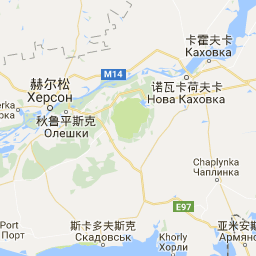 卡霍夫卡
Каховка
M14
诺瓦卡荷夫卡
Нова Каховка
赫尔松
Херсон
秋鲁平斯克
Олешки
Chaplynka
Чаплинка
E97
Port
Порт
斯卡多夫斯克
Скадовськ
Khorly
Хорли
亚米安斯
Армянс